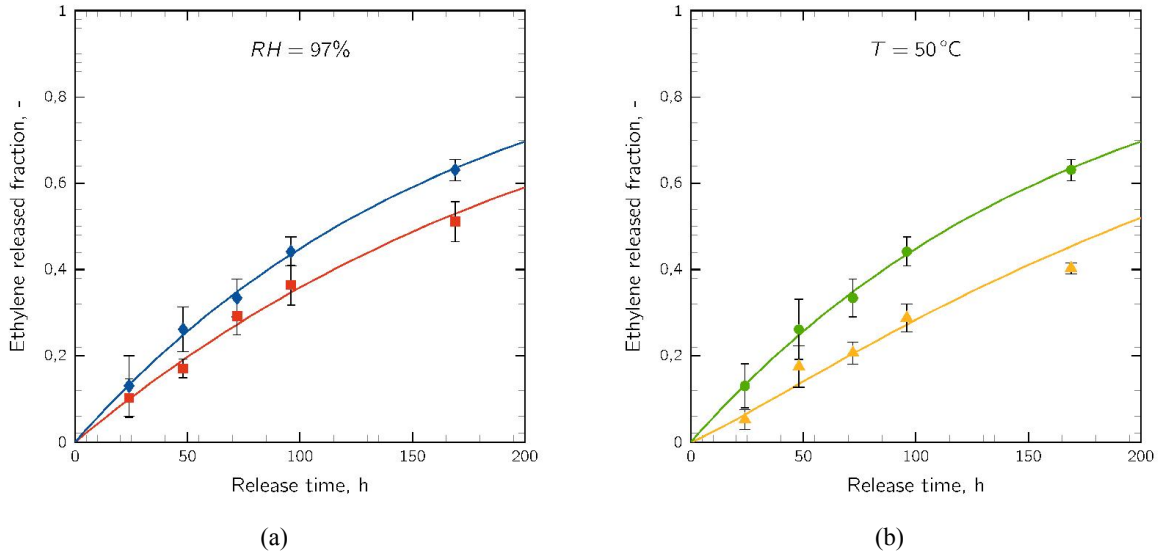 RH = 97%
Ethylene released fraction, -
1
0,8
0,6
0,4
0,2
0
0 50 100 150 200
Release time, h
(a)
T = 50 °C
Ethylene released fraction, -
1
0,8
0,6
0,4
0,2
0
0 50 100 150 200
Release time, h
(b)